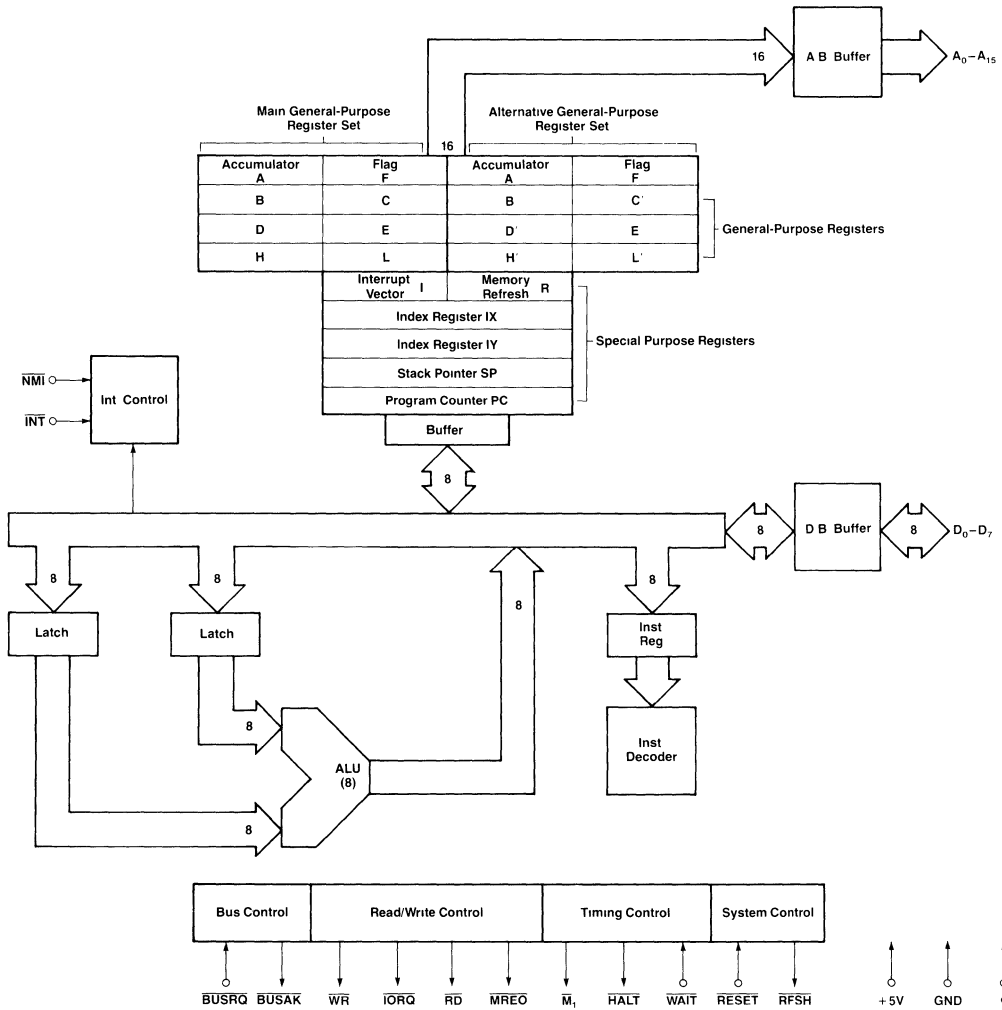 16
A B Buffer
A0–A15
Main General-Purpose
Register Set
Alternative General-Purpose
Register Set
16
Accumulator
A
Flag
F
Accumulator
A
Flag
F
B
C
B
C'
D
E
D'
E
H
L
H'
L'
General-Purpose Registers
Interrupt
Vector I
Memory
Refresh R
Index Register IX
Index Register IY
Stack Pointer SP
Program Counter PC
Special Purpose Registers
Buffer
NMI
INT
Int Control
8
8
D B Buffer
8
D0–D7
8
8
8
8
Latch
Latch
Inst
Reg
8
ALU
(8)
8
Inst
Decoder
Bus Control
Read/Write Control
Timing Control
System Control
BUSRQ
BUSAK
WR
IORQ
RD
MREO
M1
HALT
WAIT
RESET
RFSH
+5V
GND